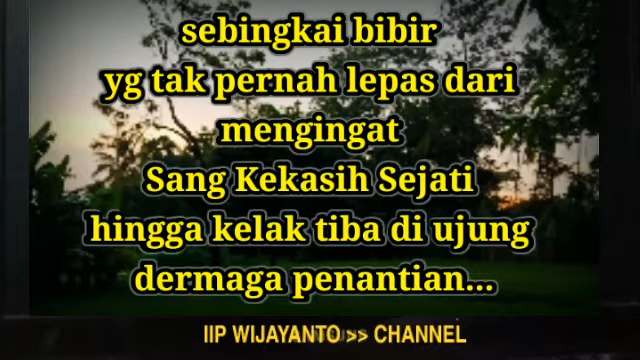 sebingkai bibir
yg tak pernah lepas dari
mengingat
Sang Kekasih Sejati
hingga kelak tiba di ujung
dermaga penantian...
IIP WIJAYANTO >> CHANNEL